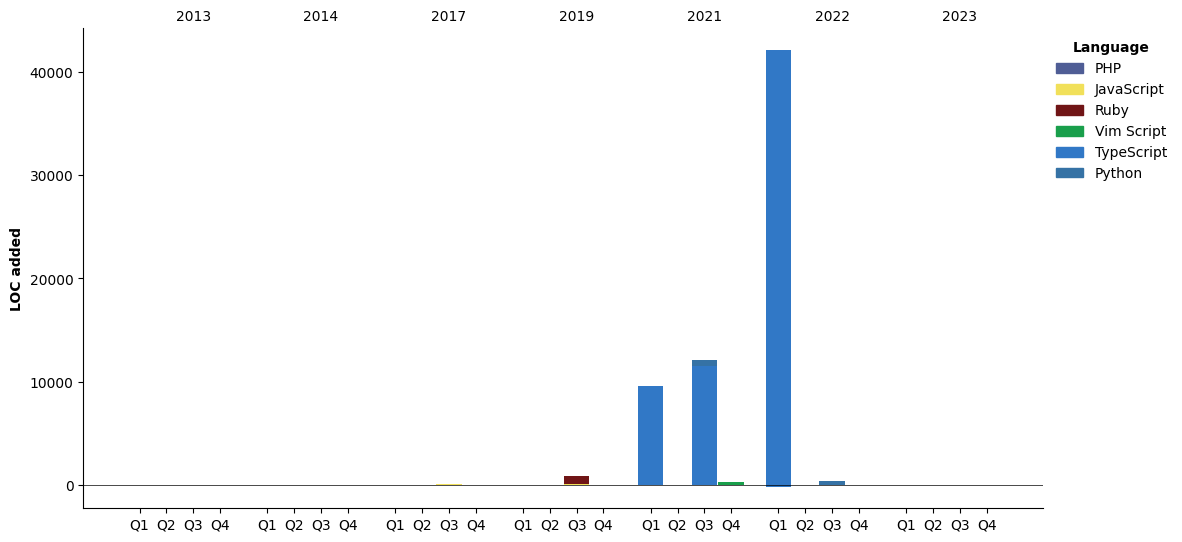 2013 2014 2017 2019 2021 2022 2023
Language
PHP
JavaScript
Ruby
Vim Script
TypeScript
Python
LOC added
40000
30000
20000
10000
0
Q1 Q2 Q3 Q4 Q1 Q2 Q3 Q4 Q1 Q2 Q3 Q4 Q1 Q2 Q3 Q4 Q1 Q2 Q3 Q4 Q1 Q2 Q3 Q4 Q1 Q2 Q3 Q4